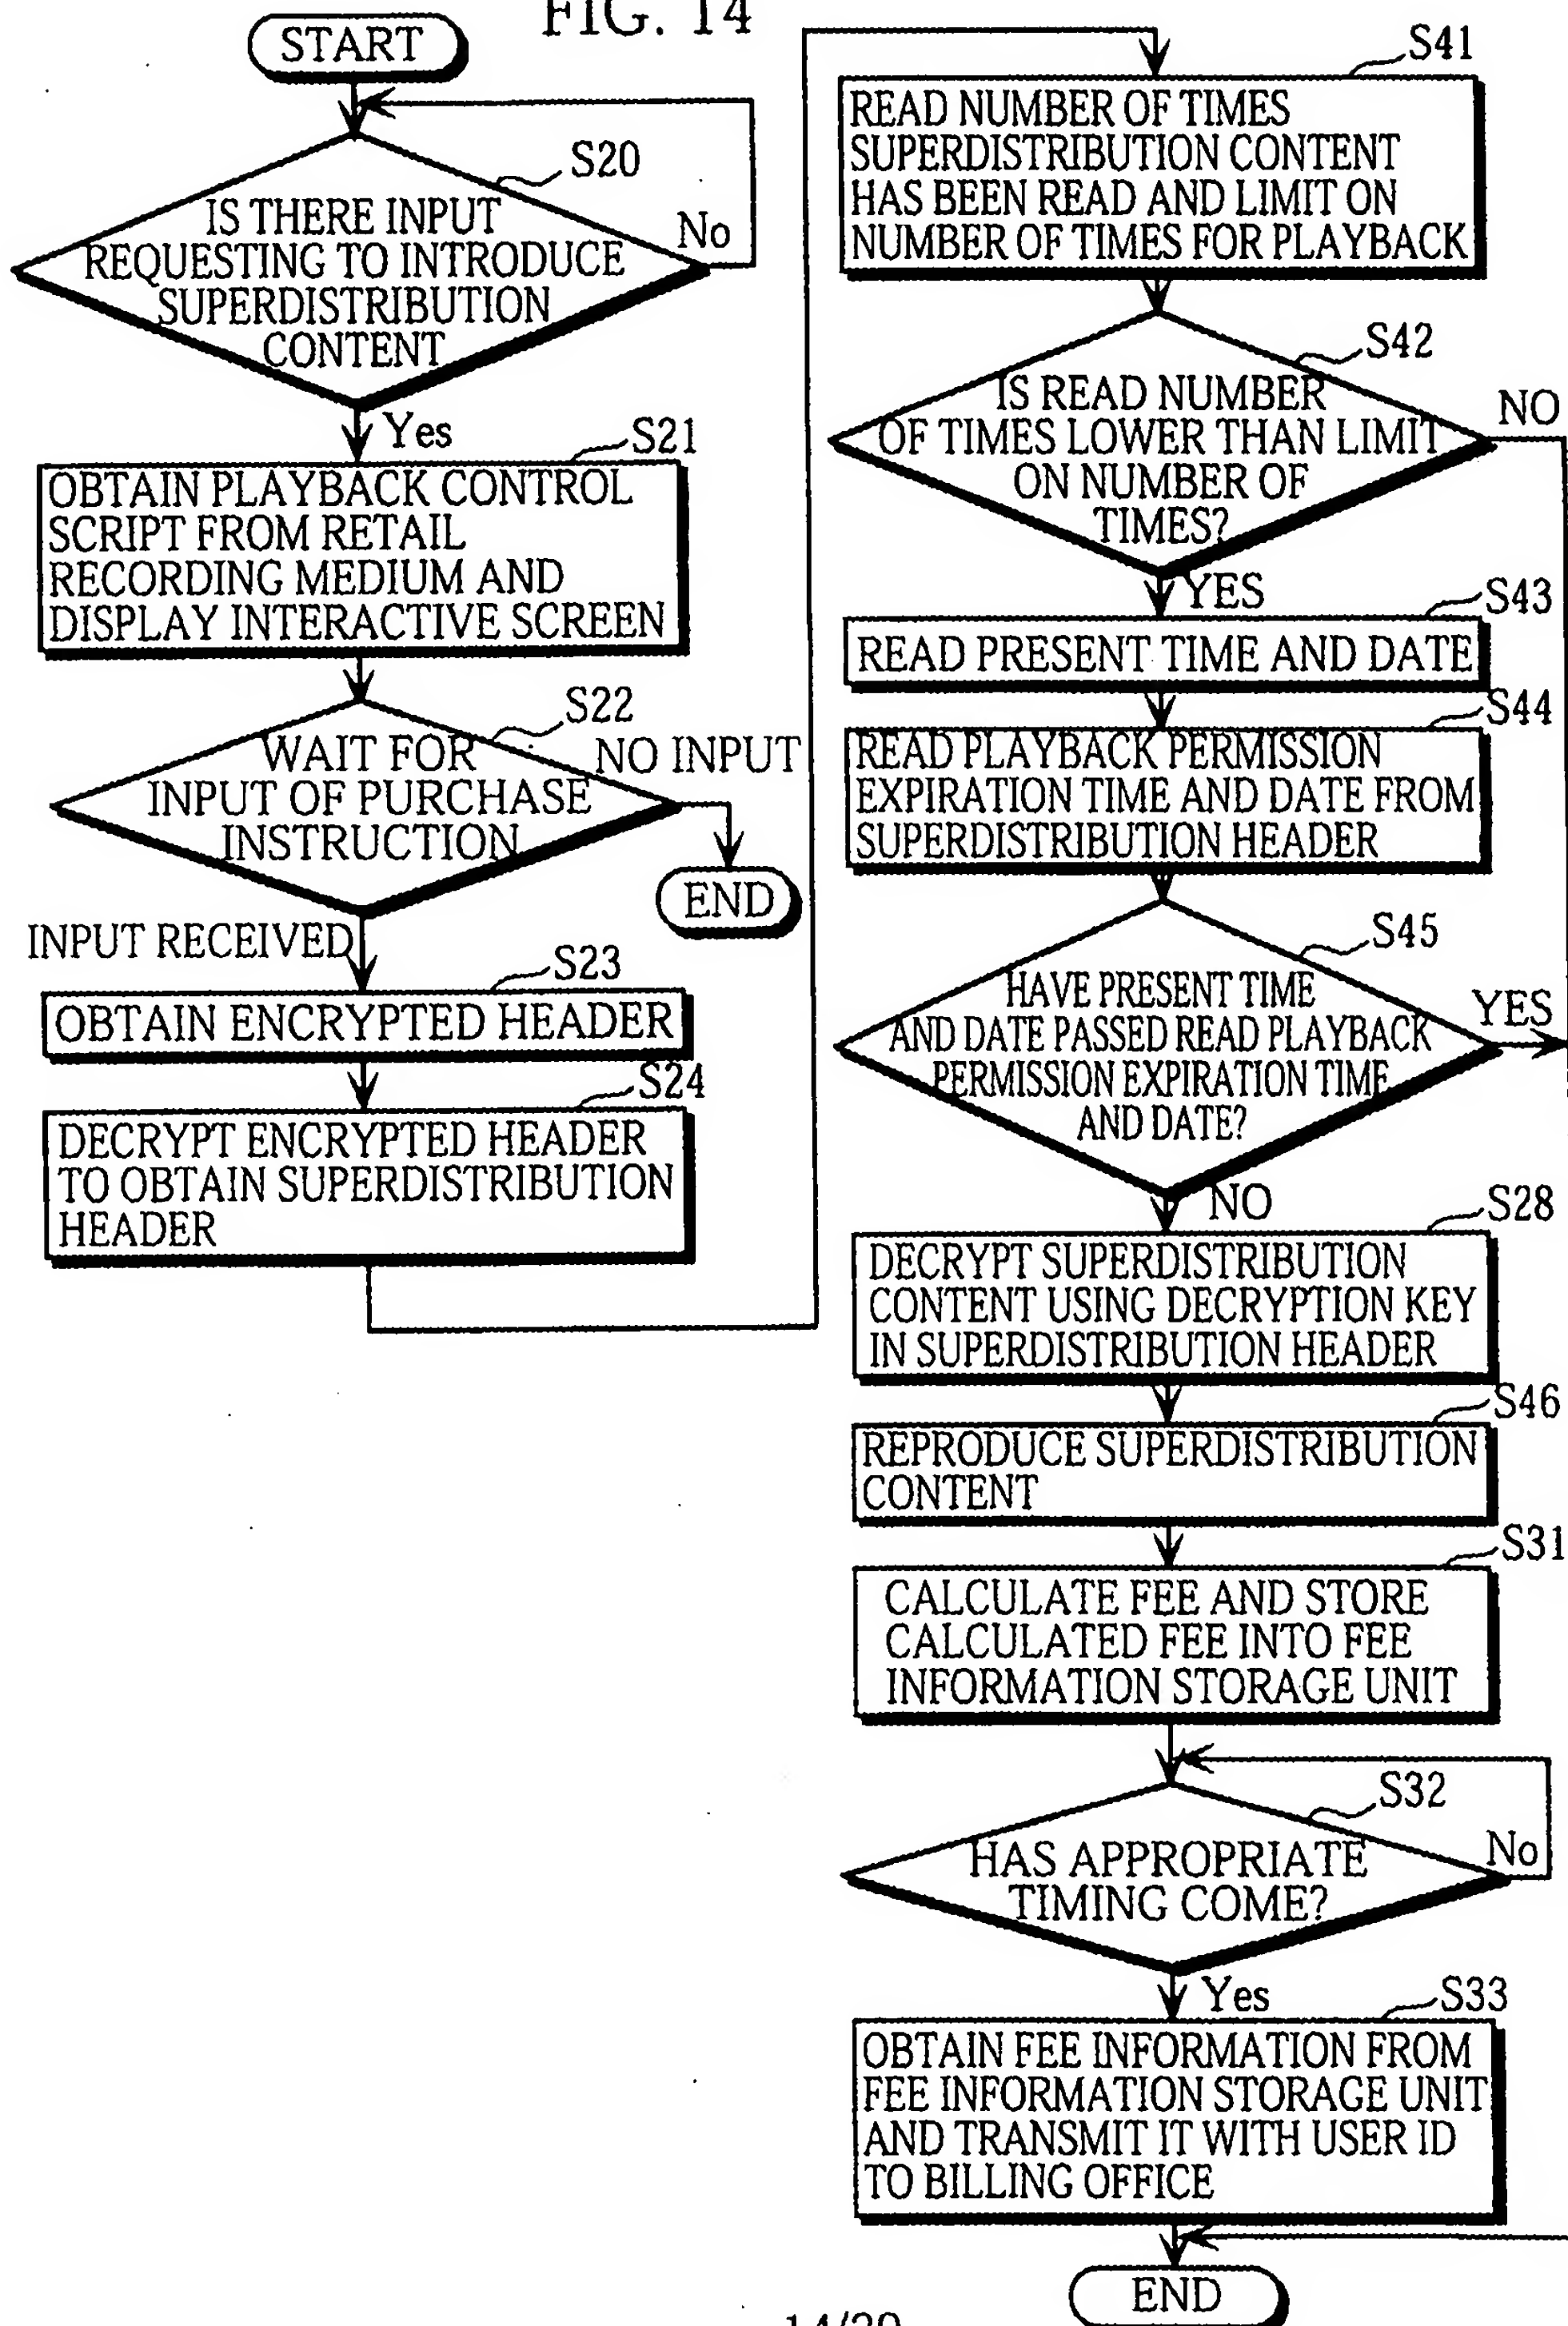 FIG. 14
START
S20
IS THERE INPUT
REQUESTING TO INTRODUCE
SUPERDISTRIBUTION
CONTENT
No
Yes
S21
OBTAIN PLAYBACK CONTROL
SCRIPT FROM RETAIL
RECORDING MEDIUM AND
DISPLAY INTERACTIVE SCREEN
S22
WAIT FOR
INPUT OF PURCHASE
INSTRUCTION
NO INPUT
END
INPUT RECEIVED
S23
OBTAIN ENCRYPTED HEADER
S24
DECRYPT ENCRYPTED HEADER
TO OBTAIN SUPERDISTRIBUTION
HEADER
S41
READ NUMBER OF TIMES
SUPERDISTRIBUTION CONTENT
HAS BEEN READ AND LIMIT ON
NUMBER OF TIMES FOR PLAYBACK
S42
IS READ NUMBER
OF TIMES LOWER THAN LIMIT
ON NUMBER OF
TIMES?
NO
YES
S43
READ PRESENT TIME AND DATE
S44
READ PLAYBACK PERMISSION
EXPIRATION TIME AND DATE FROM
SUPERDISTRIBUTION HEADER
S45
HAVE PRESENT TIME
AND DATE PASSED READ PLAYBACK
PERMISSION EXPIRATION TIME
AND DATE?
YES
NO
S28
DECRYPT SUPERDISTRIBUTION
CONTENT USING DECRYPTION KEY
IN SUPERDISTRIBUTION HEADER
S46
REPRODUCE SUPERDISTRIBUTION
CONTENT
S31
CALCULATE FEE AND STORE
CALCULATED FEE INTO FEE
INFORMATION STORAGE UNIT
S32
HAS APPROPRIATE
TIMING COME?
No
Yes
S33
OBTAIN FEE INFORMATION FROM
FEE INFORMATION STORAGE UNIT
AND TRANSMIT IT WITH USER ID
TO BILLING OFFICE
END